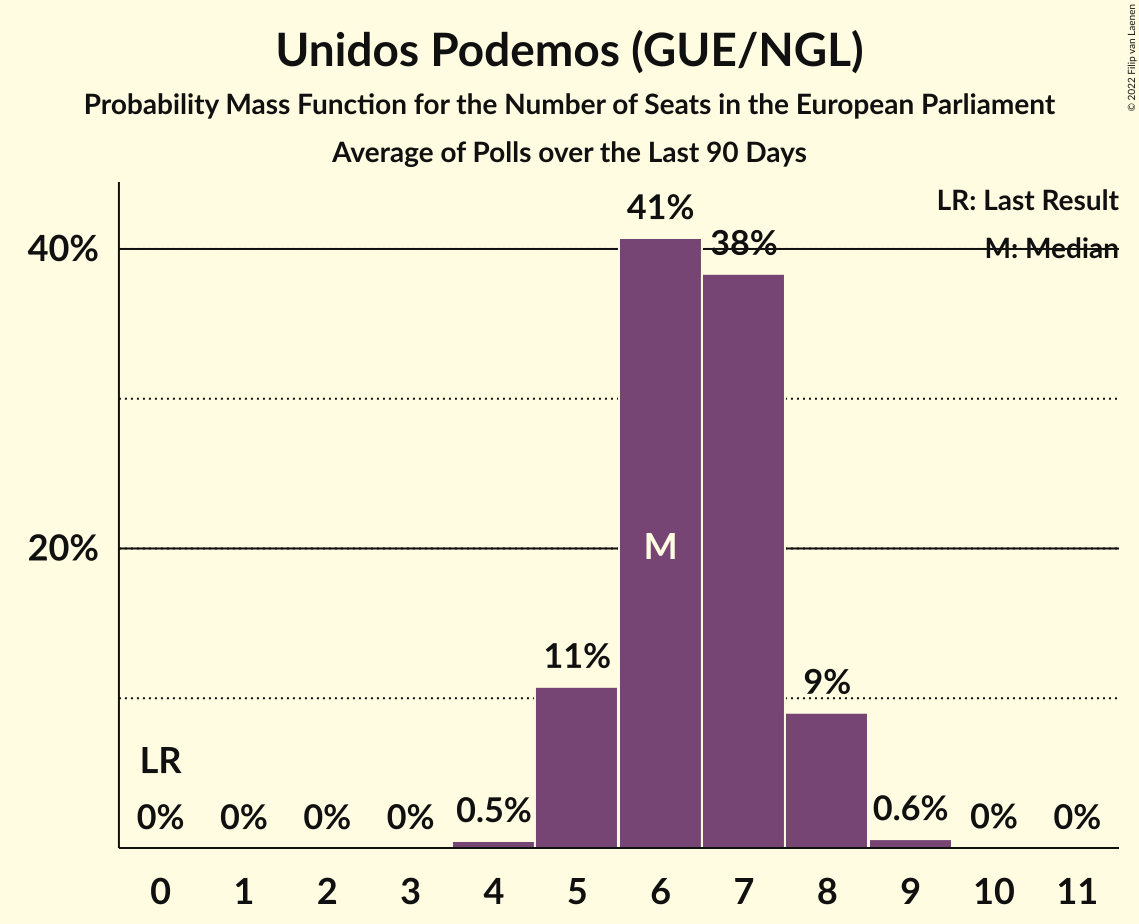 Unidos Podemos (GUE/NGL)
Probability Mass Function for the Number of Seats in the European Parliament
Average of Polls over the Last 90 Days
© 2022 Filip van Laenen
LR: Last Result
M: Median
41%
38%
40%
M
20%
11%
9%
LR
0% 0% 0% 0% 0.5% 0.6% 0% 0%
0 1 2 3 4 5 6 7 8 9 10 11